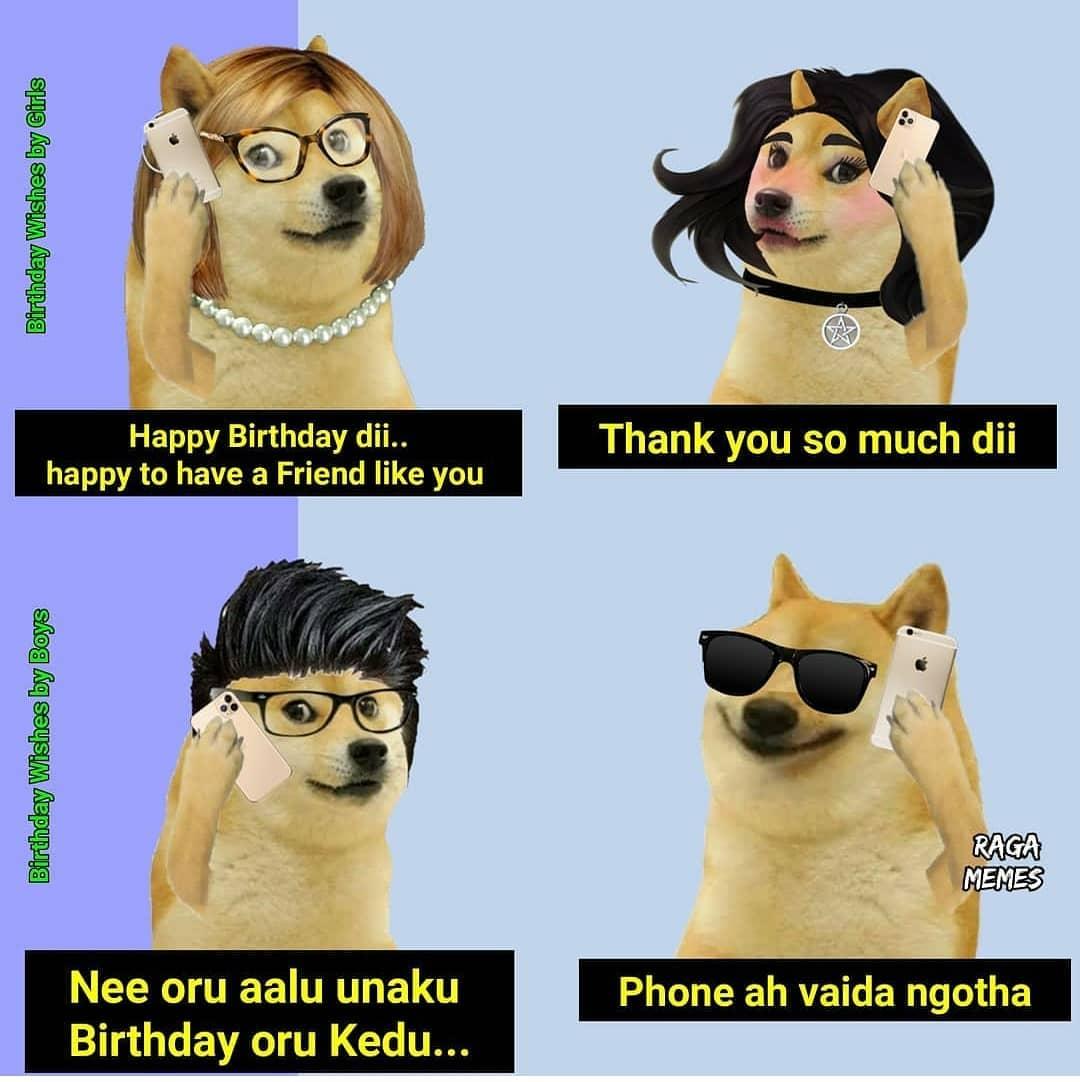 Birthday Wishes by Girls
Happy Birthday dii..
happy to have a Friend like you
Thank you so much dii
Birthday Wishes by Boys
Nee oru aalu unaku
Birthday oru Kedu...
Phone ah vaida ngotha
RAGA
MEMES